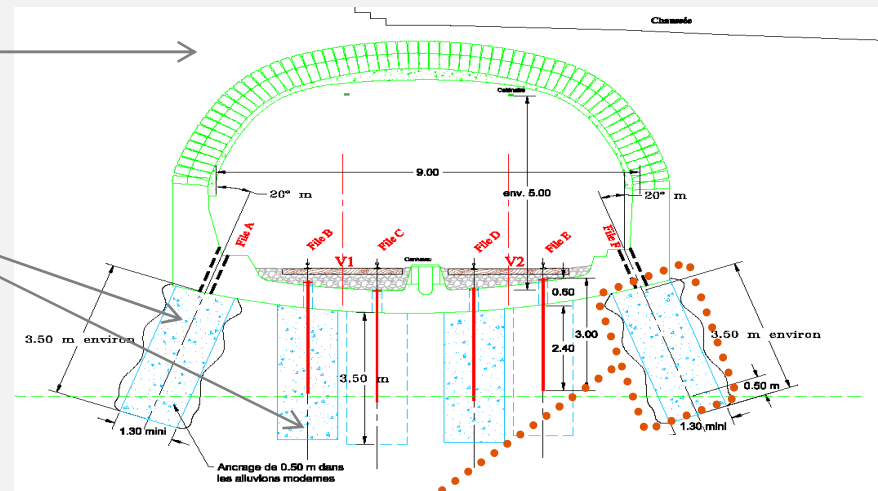 Chaussée
Caténaire
9.00
env. 5.00
20° m
20° m
File A
File B
File C
File D
File E
File F
V1
Caniveau
V2
0.60
3.00
2.40
3.50 m environ
3.50 m
3.50 m environ
0.50 m
1.30 mini
1.30 mini
Ancrage de 0.50 m dans
les alluvions modernes